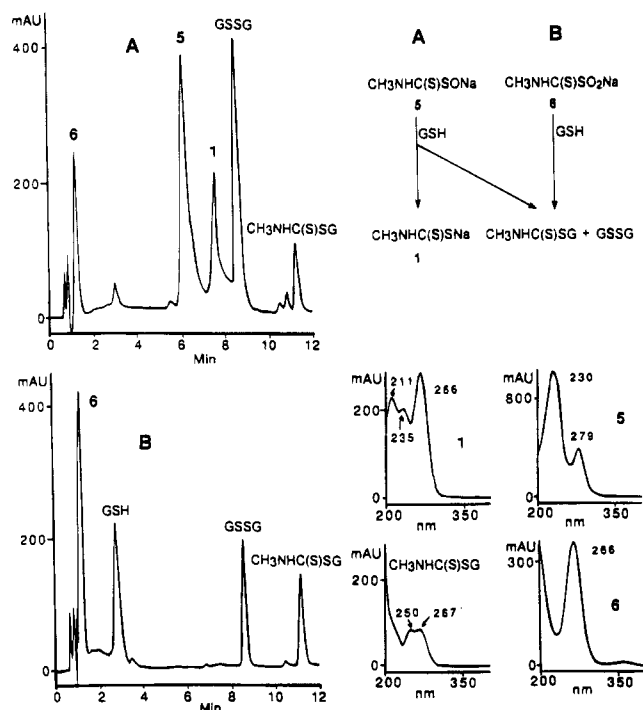 mAU
400
200
0
A
6
5
1
GSSG
CH3NHC(S)SG
0 2 4 6 8 10 12
Min
A B
CH3NHC(S)SONa CH3NHC(S)SO2Na
5 6
GSH GSH
CH3NHC(S)SNa CH3NHC(S)SG + GSSG
1
mAU
400
200
0
B
6
GSH
GSSG
CH3NHC(S)SG
0 2 4 6 8 10 12
Min
mAU
200
0
211
235
266
1
200 350
nm
mAU
800
0
230
279
5
200 350
nm
mAU
200
0
CH3NHC(S)SG
250 267
200 350
nm
mAU
300
0
266
6
200 350
nm